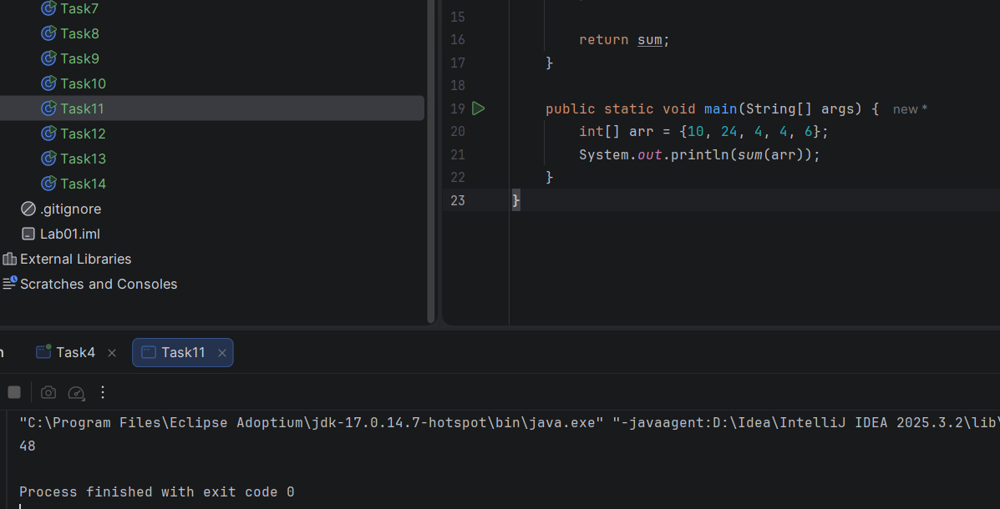 Task7
Task8
Task9
Task10
Task11
Task12
Task13
Task14
.gitignore
Lab01.iml
External Libraries
Scratches and Consoles
15
16 return sum;
17 }
18
19 public static void main(String[] args) { new *
20 int[] arr = {10, 24, 4, 4, 6};
21 System.out.println(sum(arr));
22 }
23 }
Task4 Task11
"C:\Program Files\Eclipse Adoptium\jdk-17.0.14.7-hotspot\bin\java.exe" "-javaagent:D:\Idea\IntelliJ IDEA 2025.3.2\lib\
48
Process finished with exit code 0